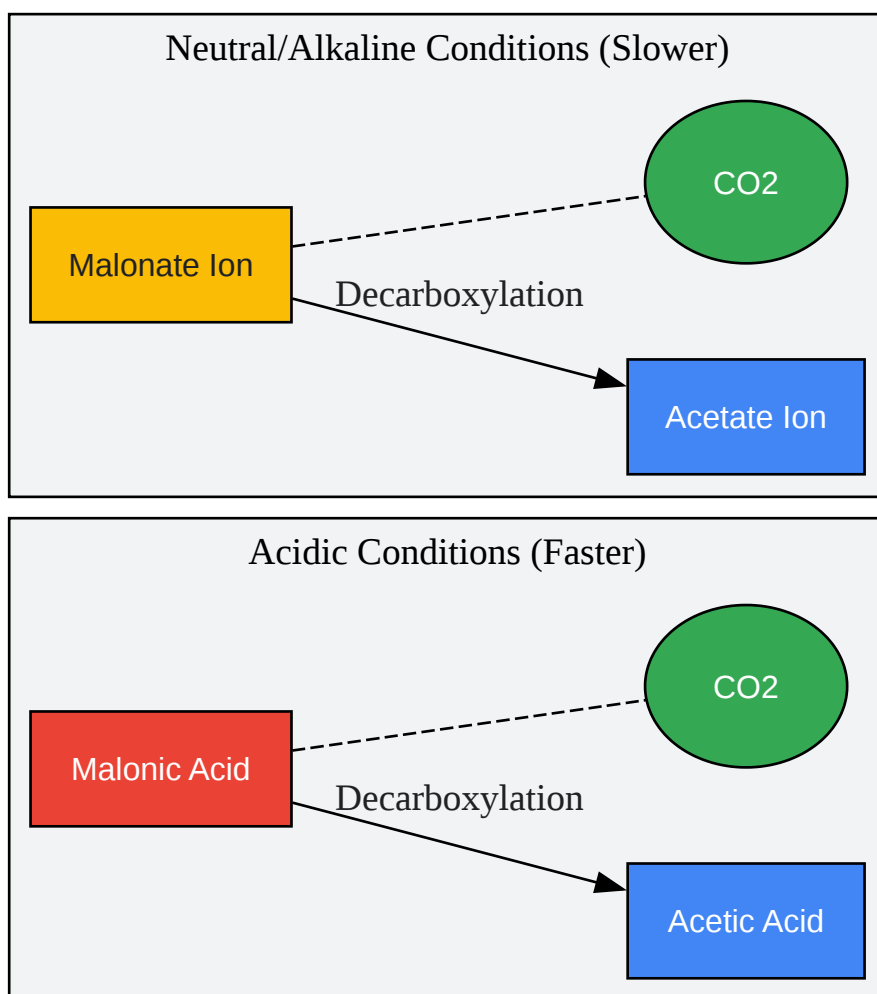 Neutral/Alkaline Conditions (Slower)
CO2
Malonate Ion
Decarboxylation
Acetate Ion
Acidic Conditions (Faster)
CO2
Malonic Acid
Decarboxylation
Acetic Acid